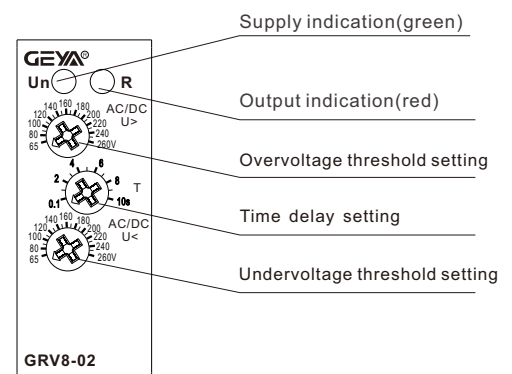 Supply indication(green)
GEYA®
Un R
Output indication(red)
AC/DC
U>
65 80 100 120 140 160 180 200 220 240 260V
Overvoltage threshold setting
T
0.1 2 4 6 8 10s
Time delay setting
AC/DC
U<
65 80 100 120 140 160 180 200 220 240 260V
Undervoltage threshold setting
GRV8-02